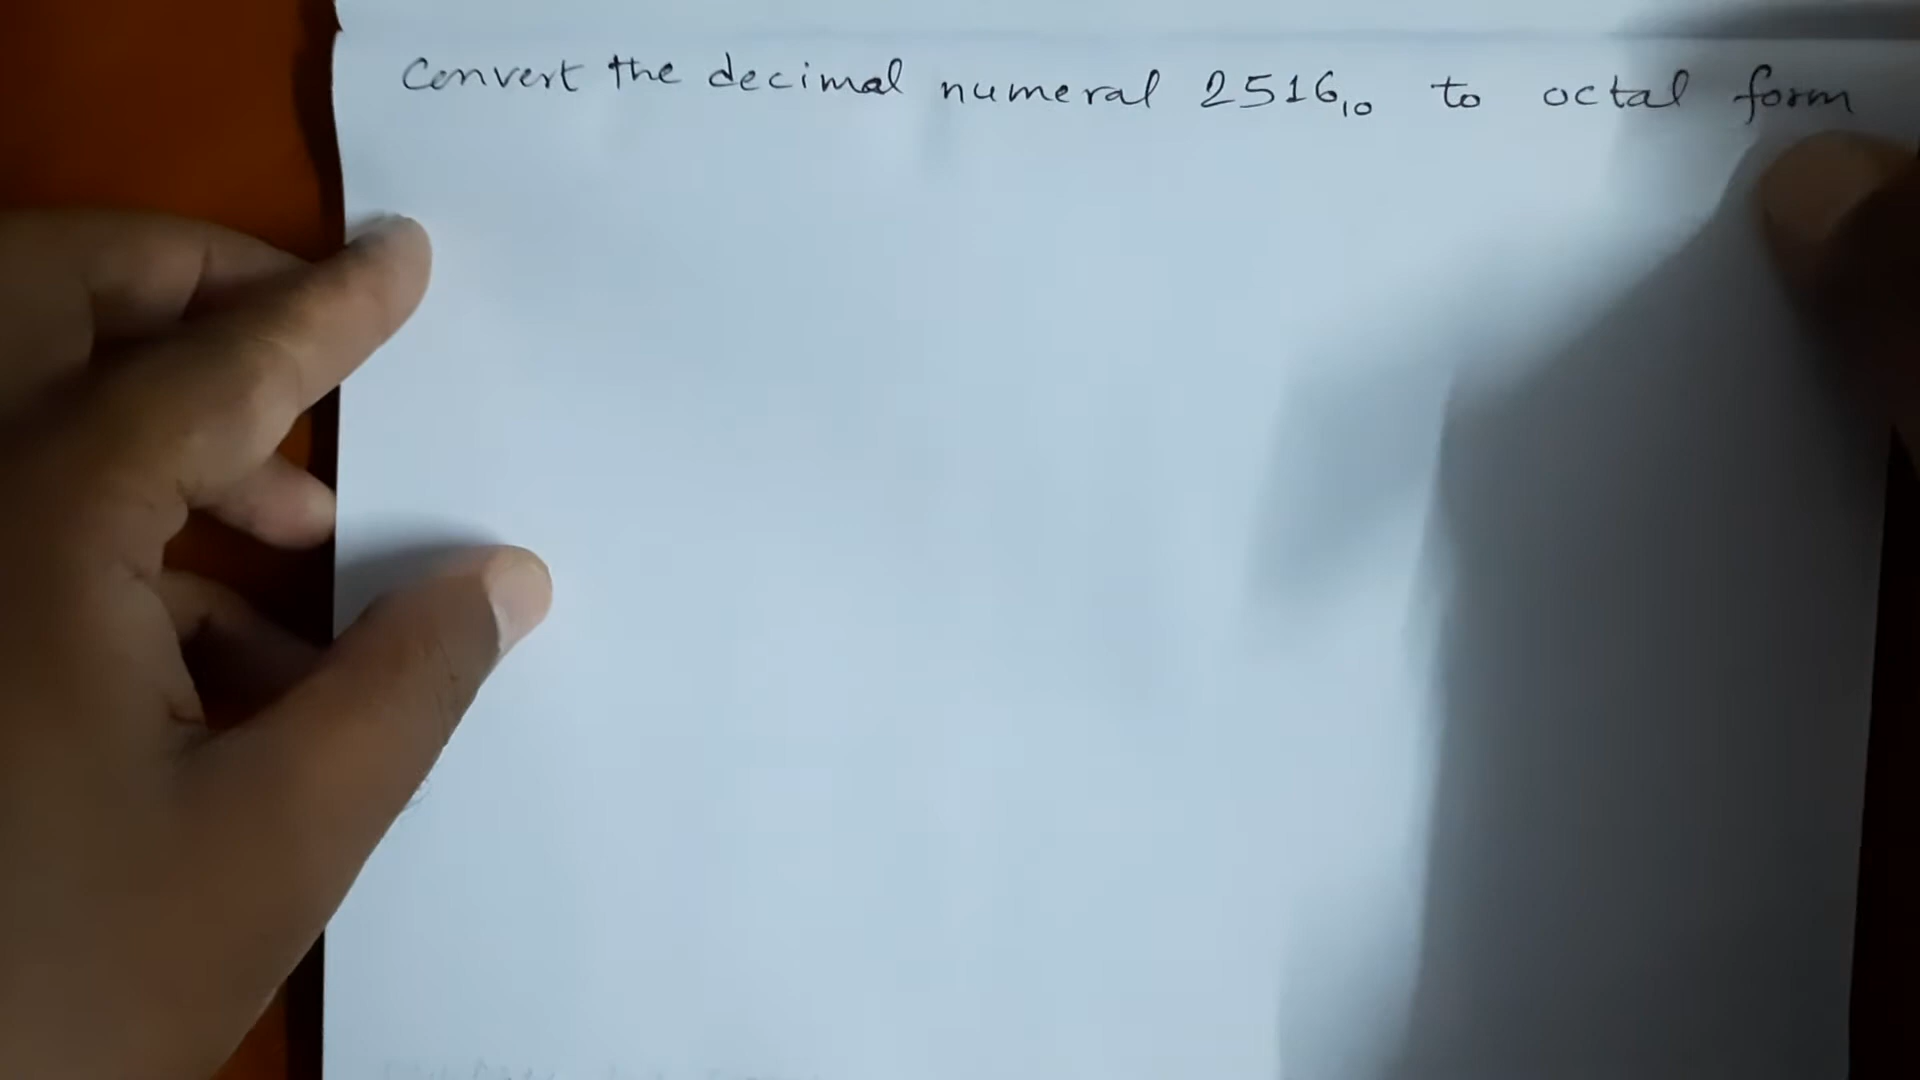 Convert the decimal numeral 2516₁₀ to octal form